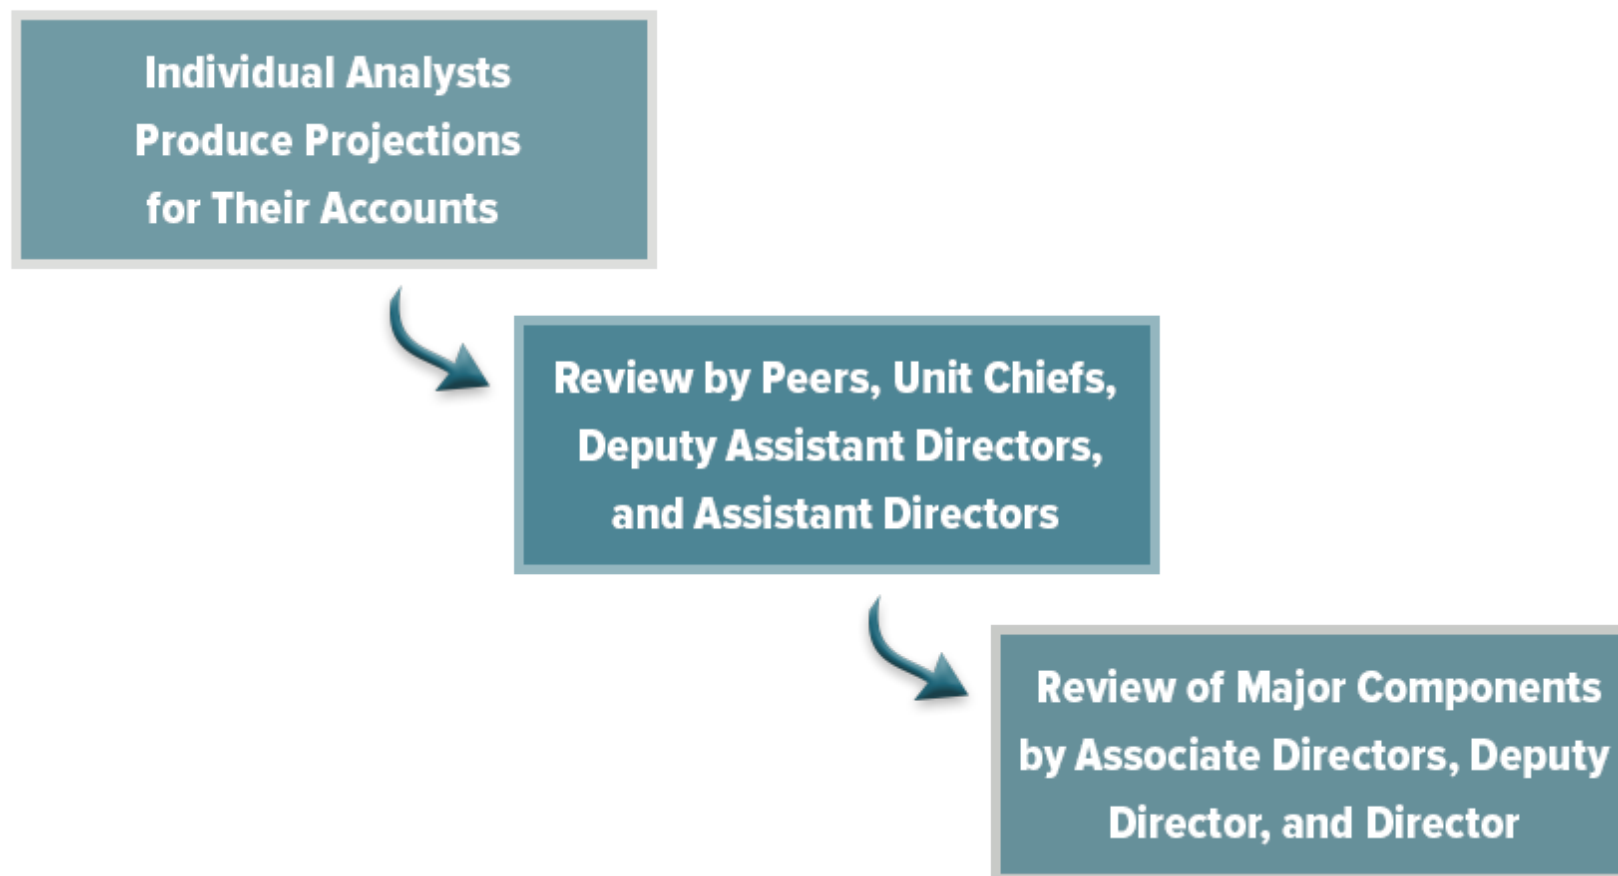 Individual Analysts
Produce Projections
for Their Accounts
Review by Peers, Unit Chiefs,
Deputy Assistant Directors,
and Assistant Directors
Review of Major Components
by Associate Directors, Deputy
Director, and Director